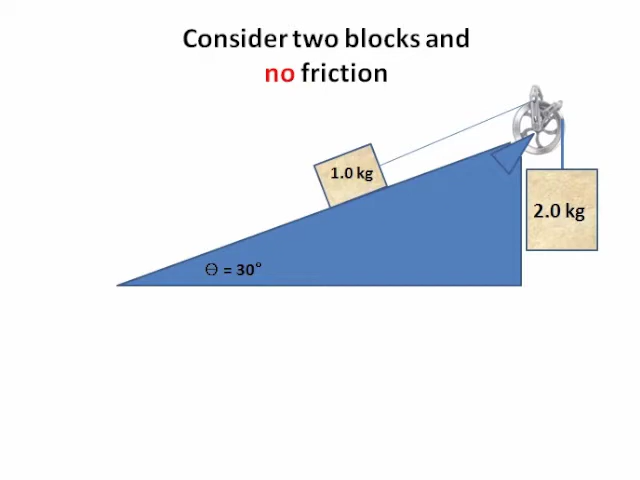 Consider two blocks and
no friction
1.0 kg
2.0 kg
Θ = 30°